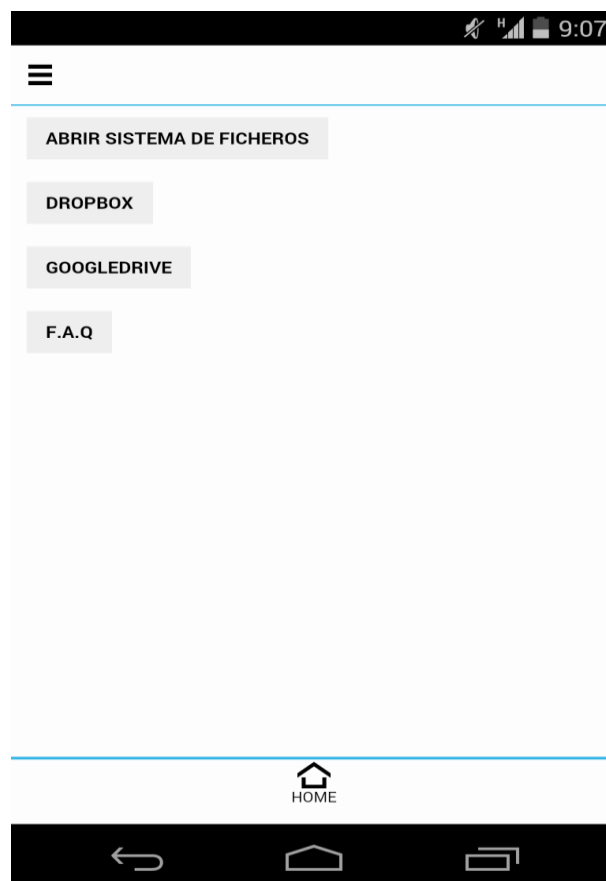 H 9:07
ABRIR SISTEMA DE FICHEROS
DROPBOX
GOOGLEDRIVE
F.A.Q
HOME